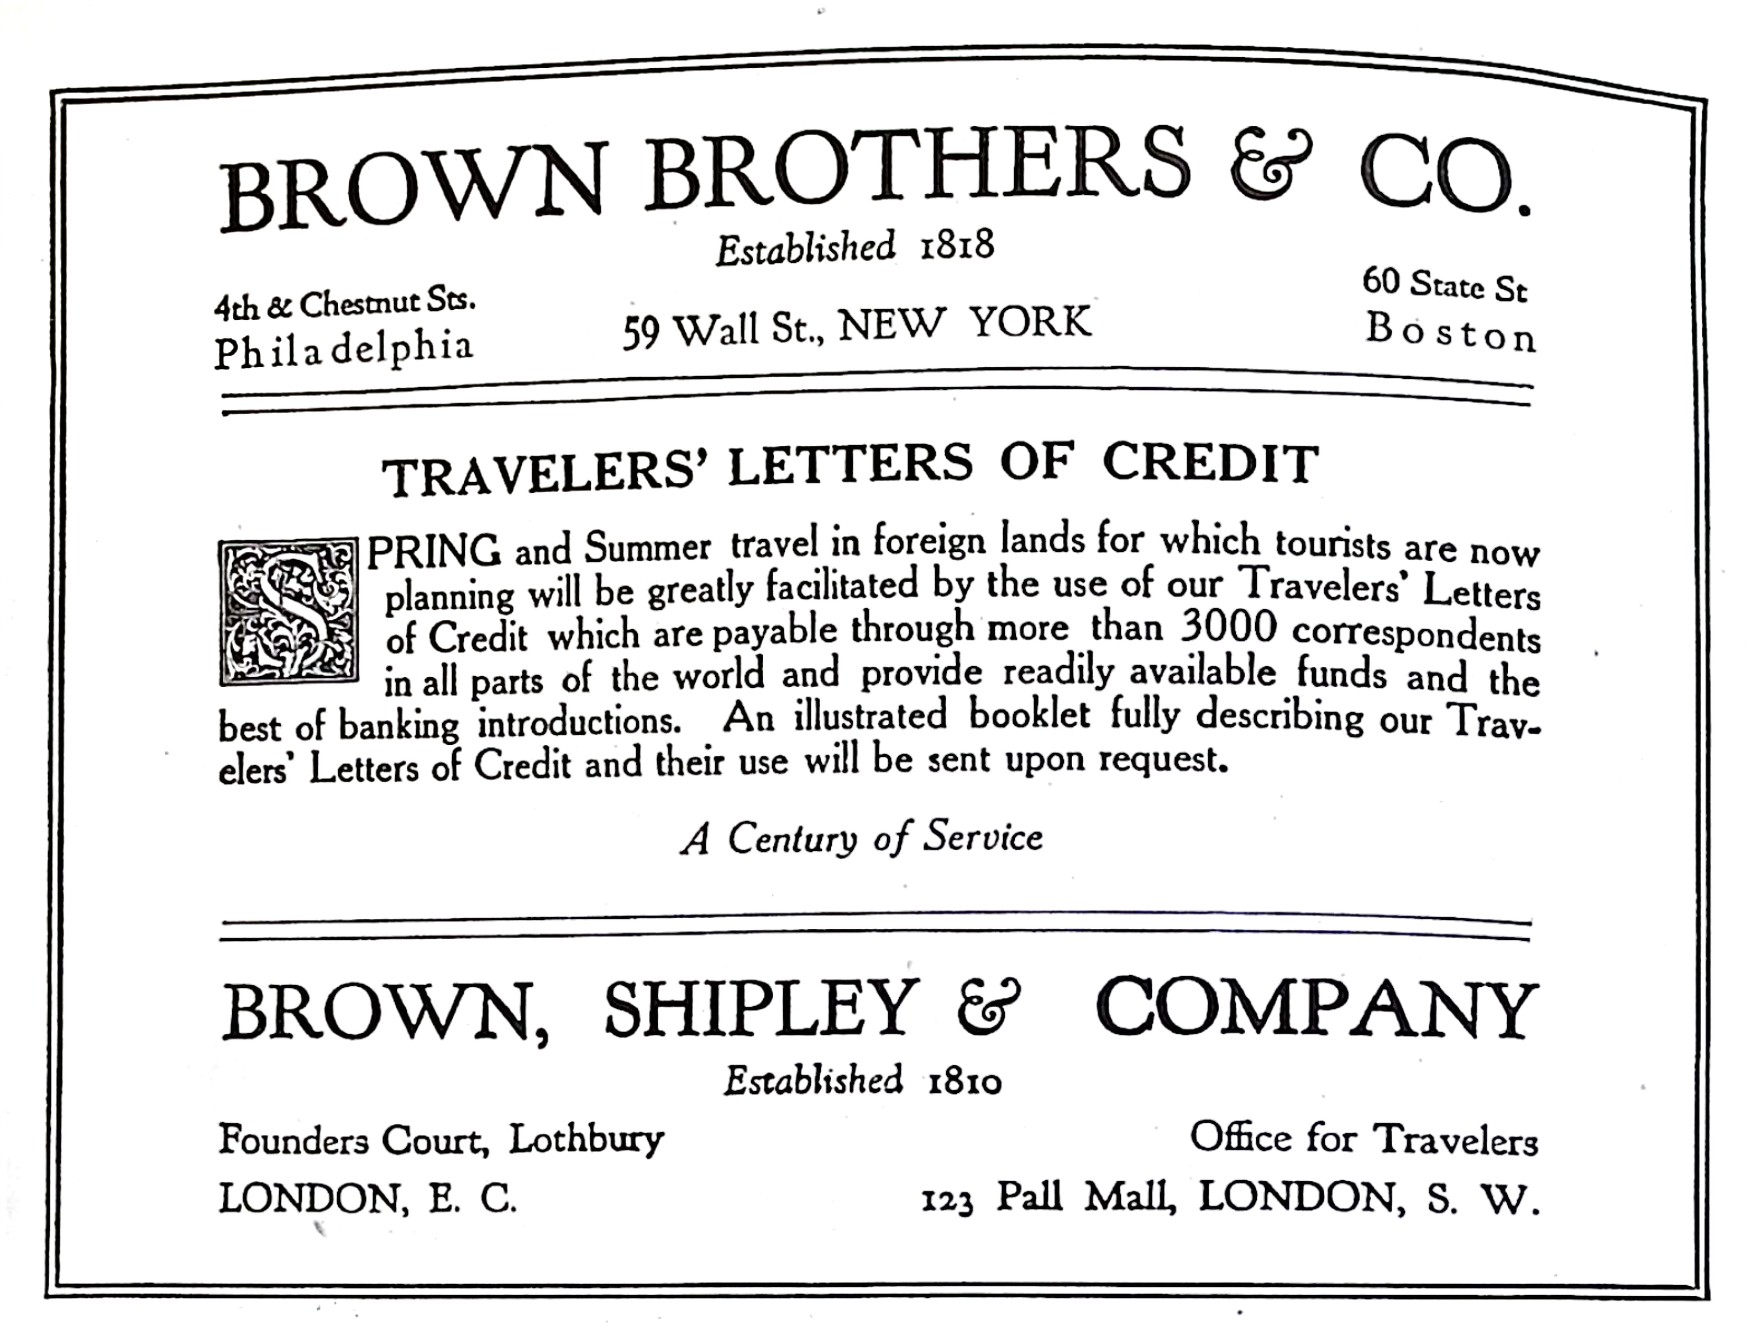 BROWN BROTHERS & CO.
Established 1818
4th & Chestnut Sts.
Philadelphia
59 Wall St., NEW YORK
60 State St
Boston
TRAVELERS' LETTERS OF CREDIT
SPRING and Summer travel in foreign lands for which tourists are now
planning will be greatly facilitated by the use of our Travelers' Letters
of Credit which are payable through more than 3000 correspondents
in all parts of the world and provide readily available funds and the
best of banking introductions. An illustrated booklet fully describing our Trav-
elers' Letters of Credit and their use will be sent upon request.
A Century of Service
BROWN, SHIPLEY & COMPANY
Established 1810
Founders Court, Lothbury
LONDON, E. C.
Office for Travelers
123 Pall Mall, LONDON, S. W.